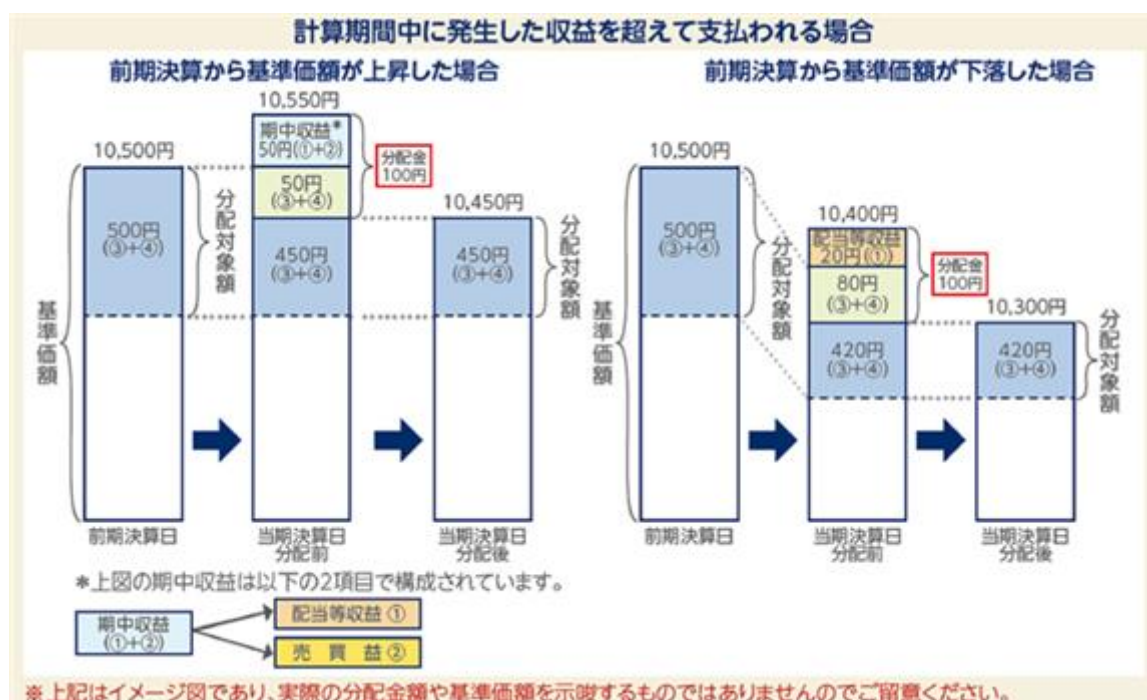 計算期間中に発生した収益を超えて支払われる場合
前期決算から基準価額が上昇した場合
10,550円
期中収益*
50円(①+②)
分配金
100円
10,500円
50円
(③+④)
10,450円
500円
(③+④)
分配対象額
450円
(③+④)
450円
(③+④)
分配対象額
基準価額
前期決算日
当期決算日
分配前
当期決算日
分配後
前期決算から基準価額が下落した場合
10,500円
10,400円
配当等収益
20円(①)
分配金
100円
500円
(③+④)
分配対象額
80円
(③+④)
10,300円
420円
(③+④)
420円
(③+④)
分配対象額
基準価額
前期決算日
当期決算日
分配前
当期決算日
分配後
*上図の期中収益は以下の2項目で構成されています。
期中収益
(①+②)
配当等収益 ①
売 買 益 ②
※上記はイメージ図であり、実際の分配金額や基準価額を示唆するものではありませんのでご留意ください。